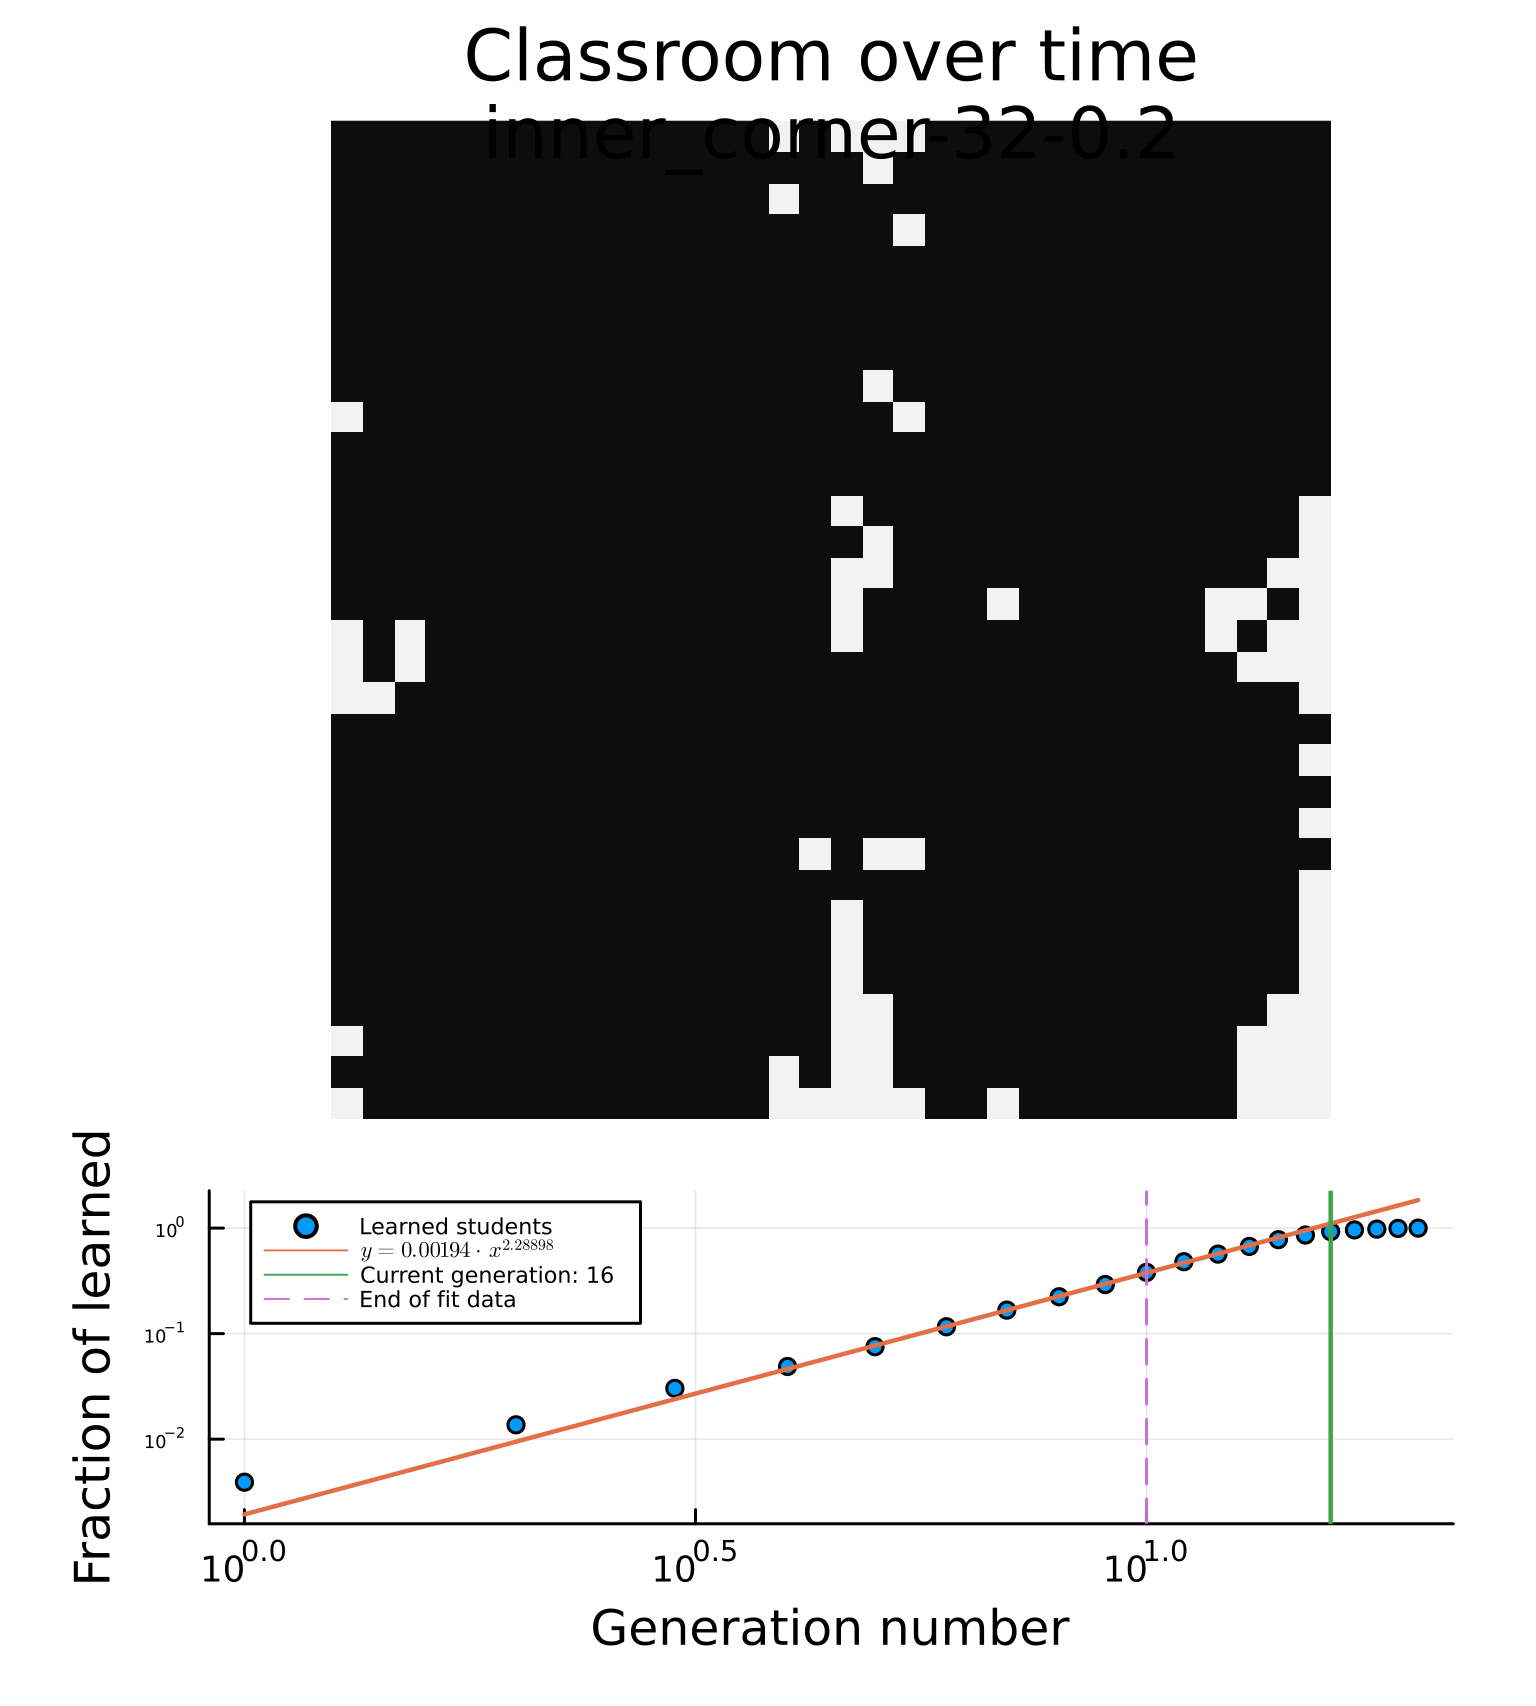 Classroom over time
inner_corner-32-0.2
Fraction of learned
10^0
10^-1
10^-2
Learned students
y = 0.00194 · x^2.28898
Current generation: 16
End of fit data
10^0.0
10^0.5
10^1.0
Generation number